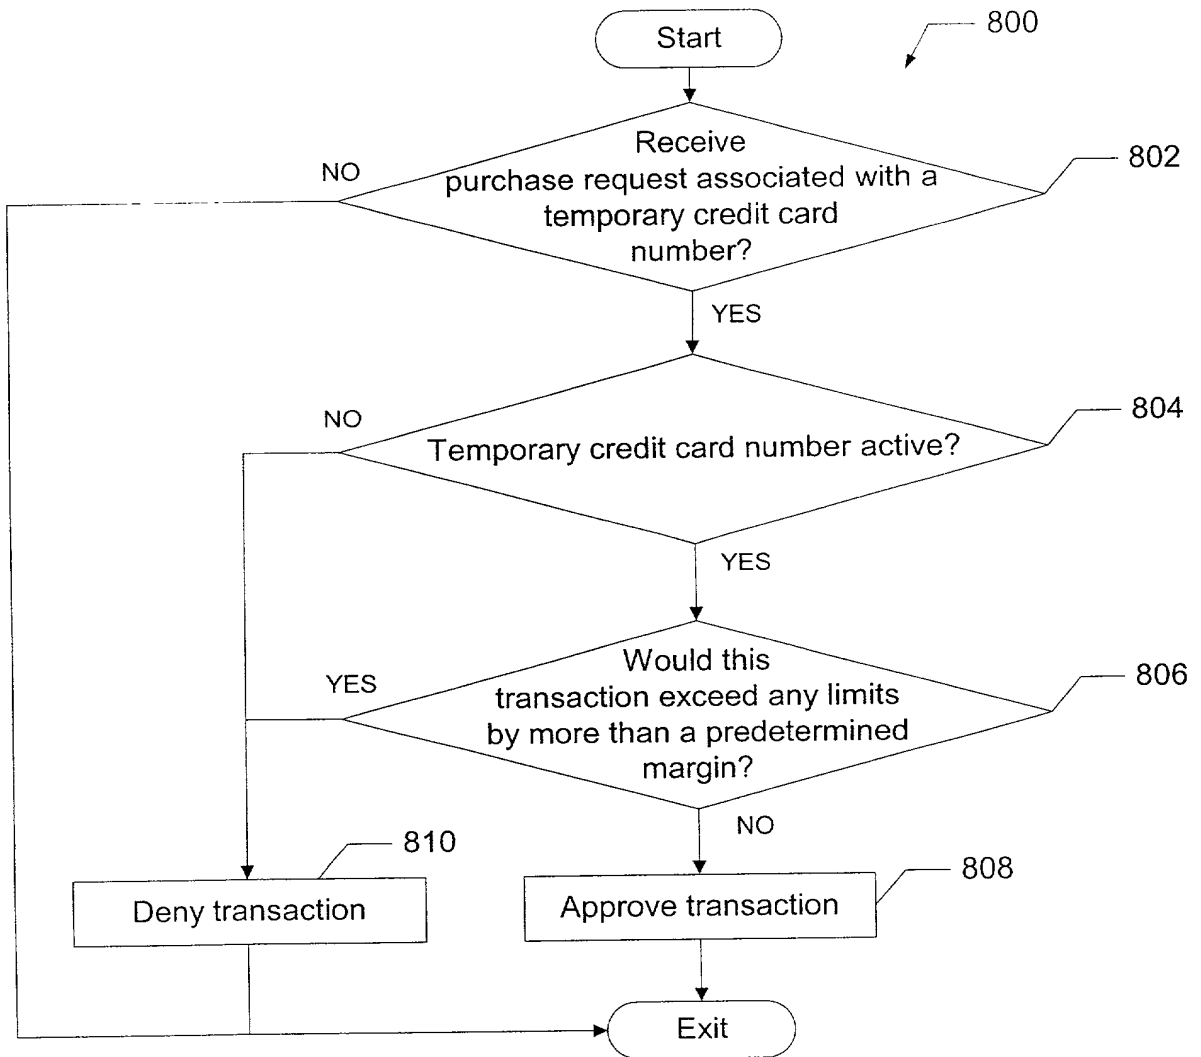 Start
800
Receive
purchase request associated with a
temporary credit card
number?
802
NO
YES
Temporary credit card number active?
804
NO
YES
Would this
transaction exceed any limits
by more than a predetermined
margin?
806
YES
NO
810
Deny transaction
808
Approve transaction
Exit